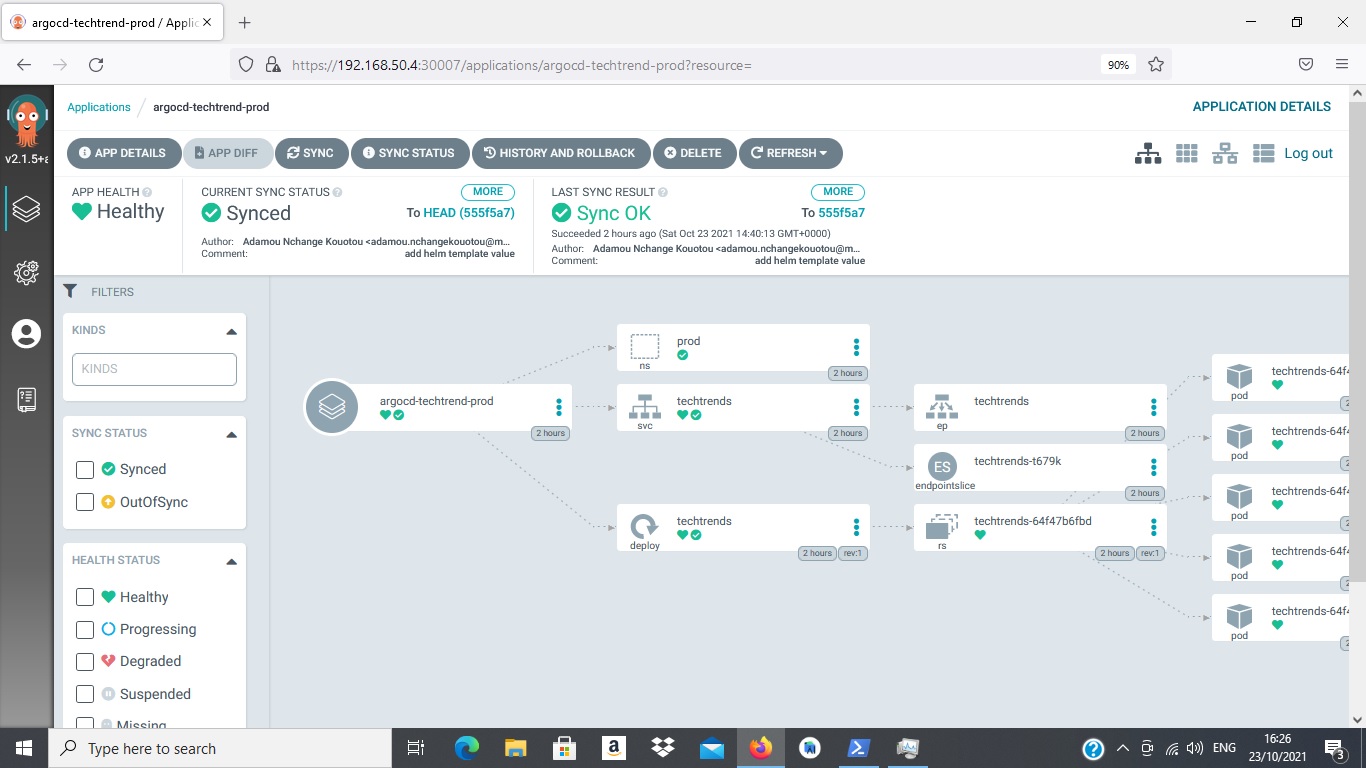 argocd-techtrend-prod / Applic
https://192.168.50.4:30007/applications/argocd-techtrend-prod?resource=
90%
Applications
argocd-techtrend-prod
APPLICATION DETAILS
v2.1.5+a
APP DETAILS
APP DIFF
SYNC
SYNC STATUS
HISTORY AND ROLLBACK
DELETE
REFRESH
Log out
APP HEALTH
Healthy
CURRENT SYNC STATUS
MORE
Synced
To HEAD (555f5a7)
Author: Adamou Nchange Kouotou <adamou.nchangekouotou@m...
Comment: add helm template value
LAST SYNC RESULT
MORE
Sync OK
To 555f5a7
Succeeded 2 hours ago (Sat Oct 23 2021 14:40:13 GMT+0000)
Author: Adamou Nchange Kouotou <adamou.nchangekouotou@m...
Comment: add helm template value
FILTERS
KINDS
KINDS
SYNC STATUS
Synced
OutOfSync
HEALTH STATUS
Healthy
Progressing
Degraded
Suspended
Missing
argocd-techtrend-prod
2 hours
prod
ns
2 hours
techtrends
svc
2 hours
techtrends
deploy
2 hours
rev:1
techtrends
ep
2 hours
ES
techtrends-t679k
endpointslice
2 hours
techtrends-64f47b6fbd
rs
2 hours
rev:1
techtrends-64f4
pod
2
techtrends-64f4
pod
2
techtrends-64f4
pod
2
techtrends-64f4
pod
2
techtrends-64f4
pod
2
Type here to search
ENG
16:26
23/10/2021
3